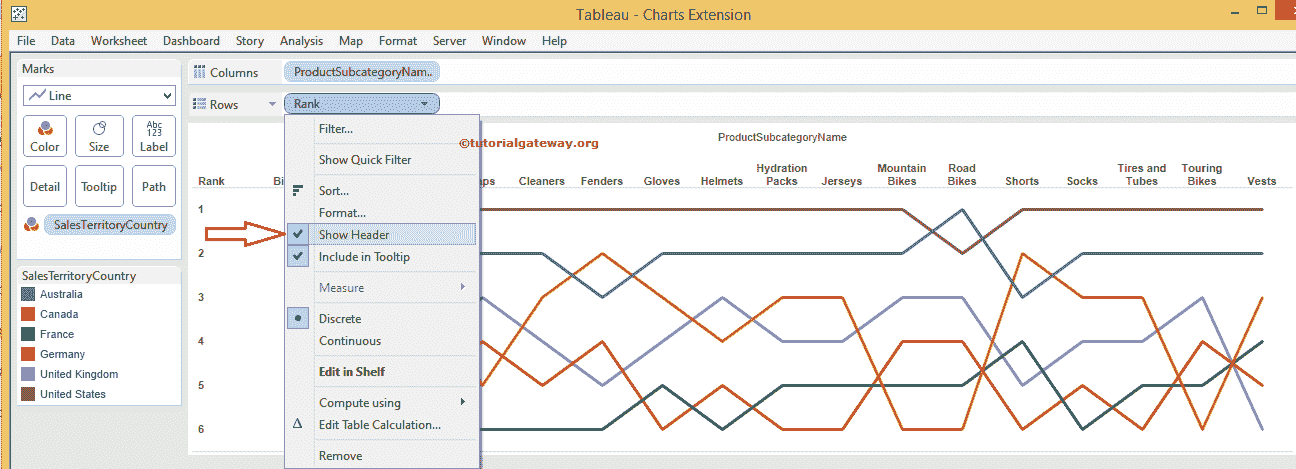 Tableau - Charts Extension
File Data Worksheet Dashboard Story Analysis Map Format Server Window Help
Marks
Line
Color
Size
Abc
123
Label
Detail
Tooltip
Path
SalesTerritoryCountry
SalesTerritoryCountry
Australia
Canada
France
Germany
United Kingdom
United States
Columns
ProductSubcategoryNam..
Rows
Rank
Filter...
Show Quick Filter
Sort...
Format...
Show Header
Include in Tooltip
Measure
Discrete
Continuous
Edit in Shelf
Compute using
Edit Table Calculation...
Remove
©tutorialgateway.org
ProductSubcategoryName
Rank
Cleaners
Fenders
Gloves
Helmets
Hydration
Packs
Jerseys
Mountain
Bikes
Road
Bikes
Shorts
Socks
Tires and
Tubes
Touring
Bikes
Vests
1
2
3
4
5
6